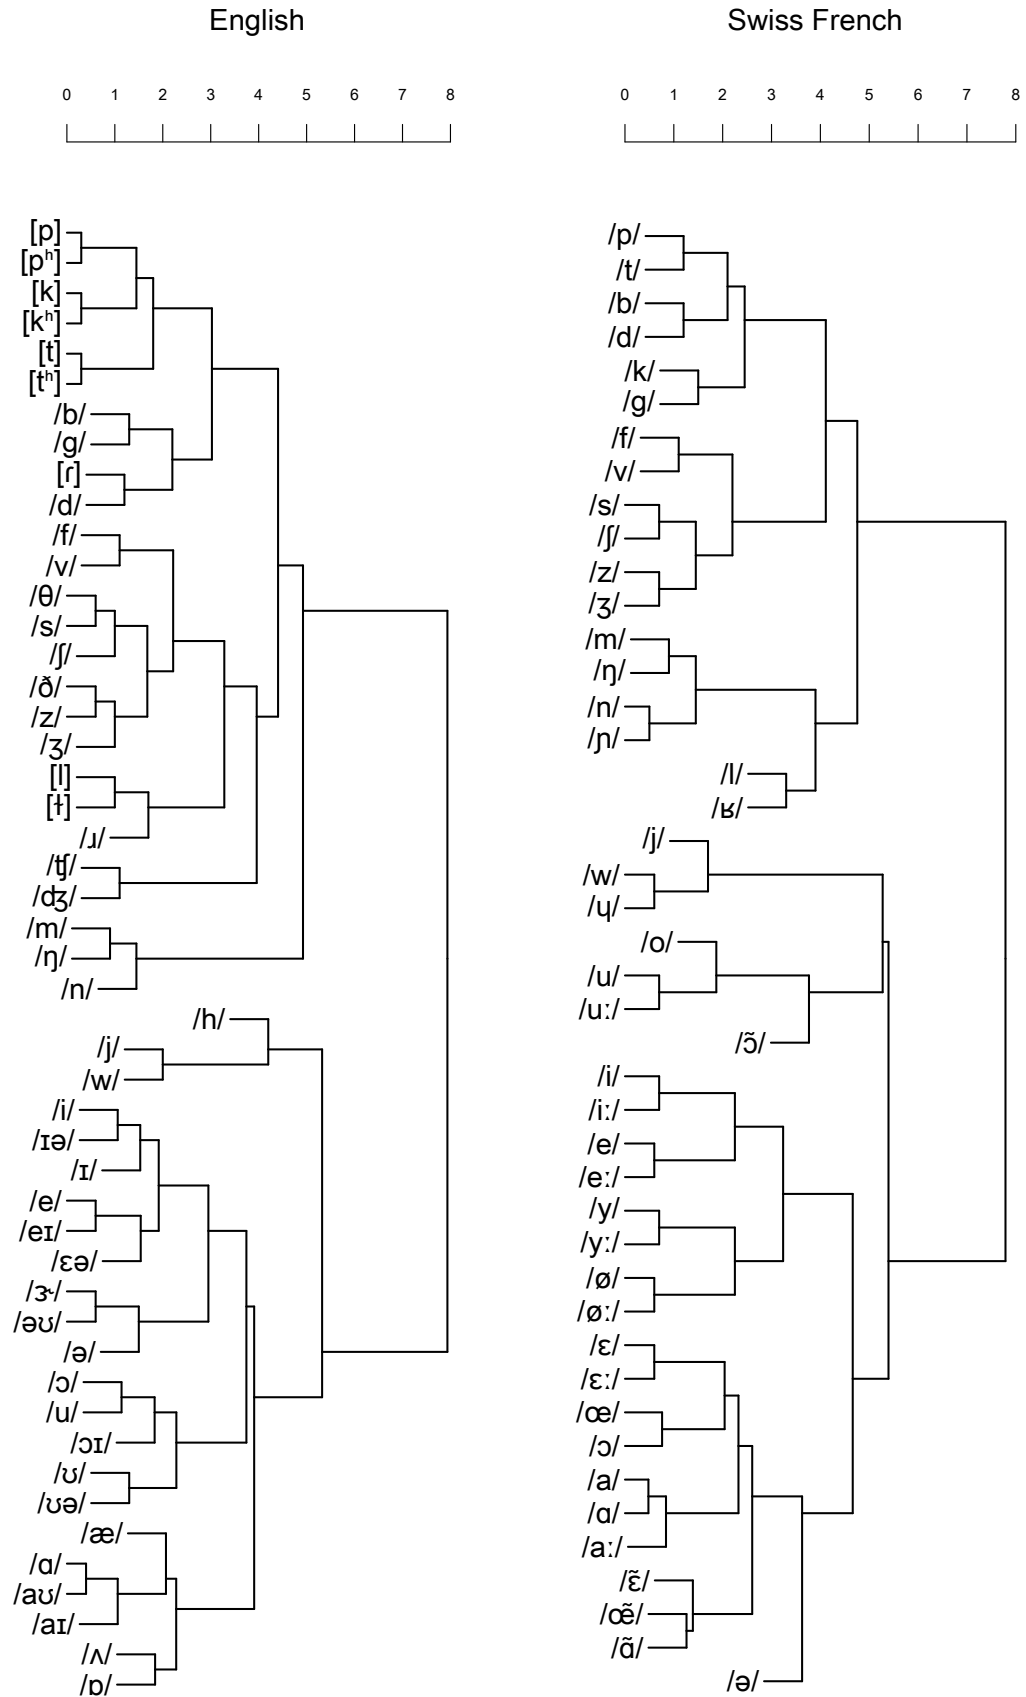 English
0 1 2 3 4 5 6 7 8
[p]
[pʰ]
[k]
[kʰ]
[t]
[tʰ]
/b/
/g/
[ɾ]
/d/
/f/
/v/
/θ/
/s/
/ʃ/
/ð/
/z/
/ʒ/
[l]
[ɫ]
/ɹ/
/ʧ/
/ʤ/
/m/
/ŋ/
/n/
/h/
/j/
/w/
/i/
/ɪə/
/ɪ/
/e/
/eɪ/
/ɛə/
/ɝ/
/əʊ/
/ə/
/ɔ/
/u/
/ɔɪ/
/ʊ/
/ʊə/
/æ/
/ɑ/
/aʊ/
/aɪ/
/ʌ/
/ɒ/
Swiss French
0 1 2 3 4 5 6 7 8
/p/
/t/
/b/
/d/
/k/
/g/
/f/
/v/
/s/
/ʃ/
/z/
/ʒ/
/m/
/ŋ/
/n/
/ɲ/
/l/
/ʁ/
/j/
/w/
/ɥ/
/o/
/u/
/uː/
/ɔ̃/
/i/
/iː/
/e/
/eː/
/y/
/yː/
/ø/
/øː/
/ɛ/
/ɛː/
/œ/
/ɔ/
/a/
/ɑ/
/aː/
/ɛ̃/
/œ̃/
/ɑ̃/
/ə/